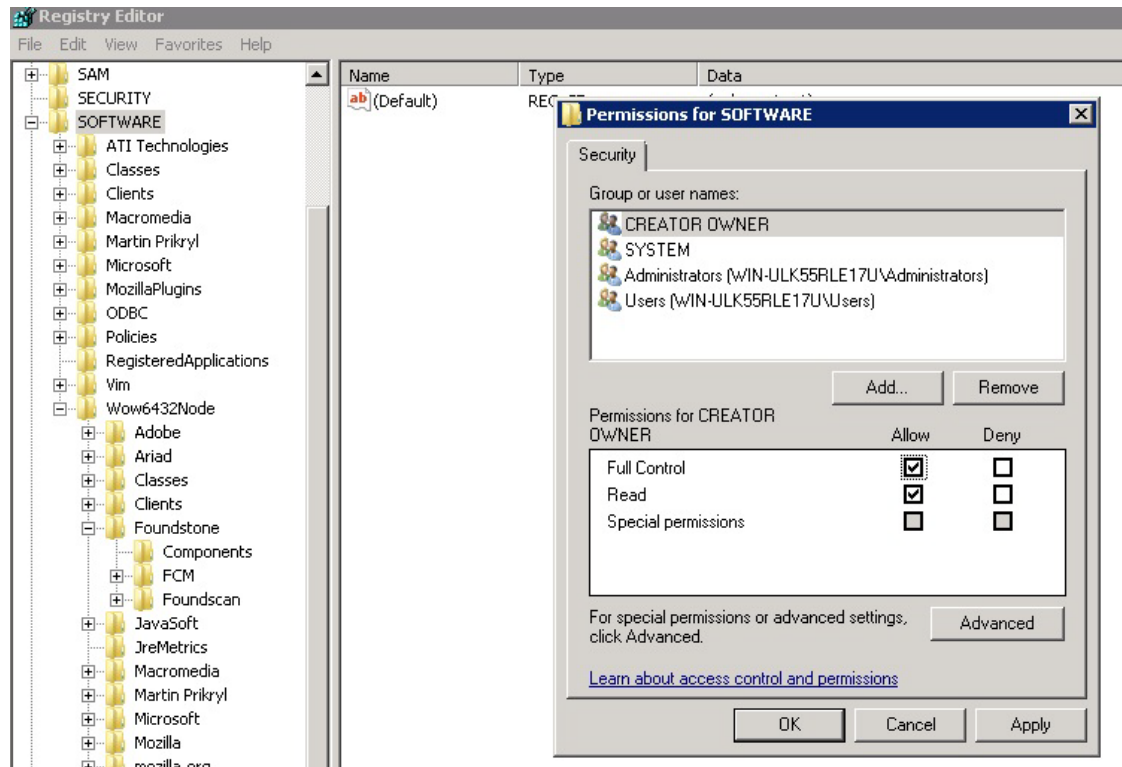 Registry Editor
File Edit View Favorites Help
SAM
SECURITY
SOFTWARE
ATI Technologies
Classes
Clients
Macromedia
Martin Prikryl
Microsoft
MozillaPlugins
ODBC
Policies
RegisteredApplications
Vim
Wow6432Node
Adobe
Ariad
Classes
Clients
Foundstone
Components
FCM
Foundscan
JavaSoft
JreMetrics
Macromedia
Martin Prikryl
Microsoft
Mozilla
mozilla.org
Name Type Data
ab (Default)
Permissions for SOFTWARE
Security
Group or user names:
CREATOR OWNER
SYSTEM
Administrators (WIN-ULK55RLE17U\Administrators)
Users (WIN-ULK55RLE17U\Users)
Add... Remove
Permissions for CREATOR
OWNER Allow Deny
Full Control
Read
Special permissions
For special permissions or advanced settings,
click Advanced.
Advanced
Learn about access control and permissions
OK Cancel Apply